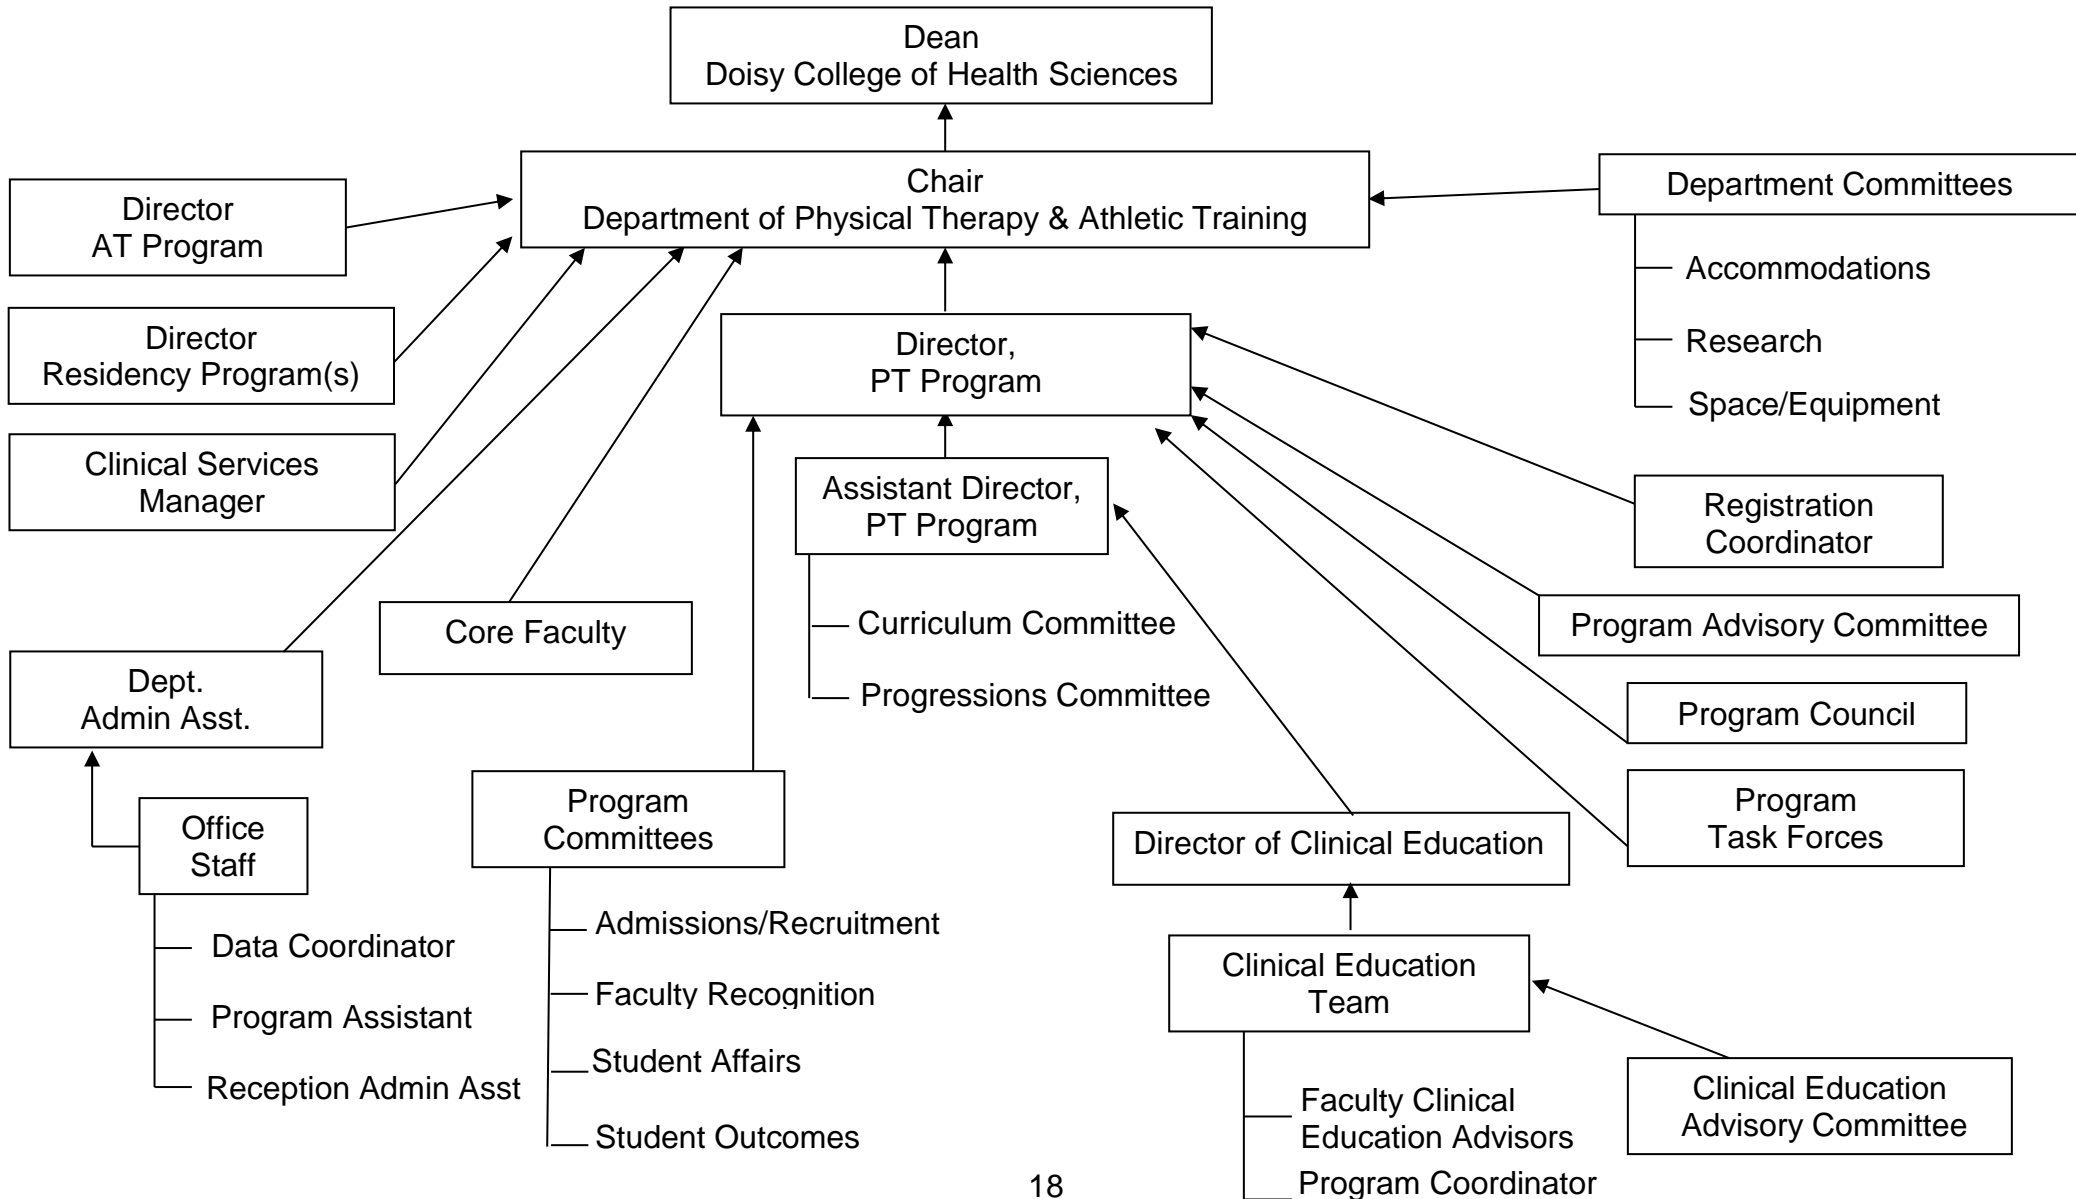 Dean
Doisy College of Health Sciences
Chair
Department of Physical Therapy & Athletic Training
Director
AT Program
Department Committees
Accommodations
Research
Space/Equipment
Director
Residency Program(s)
Director,
PT Program
Clinical Services
Manager
Assistant Director,
PT Program
Curriculum Committee
Progressions Committee
Registration
Coordinator
Program Advisory Committee
Core Faculty
Program Council
Dept.
Admin Asst.
Program
Task Forces
Office
Staff
Data Coordinator
Program Assistant
Reception Admin Asst
Program
Committees
Admissions/Recruitment
Faculty Recognition
Student Affairs
Student Outcomes
Director of Clinical Education
Clinical Education
Team
Faculty Clinical
Education Advisors
Program Coordinator
Clinical Education
Advisory Committee
18